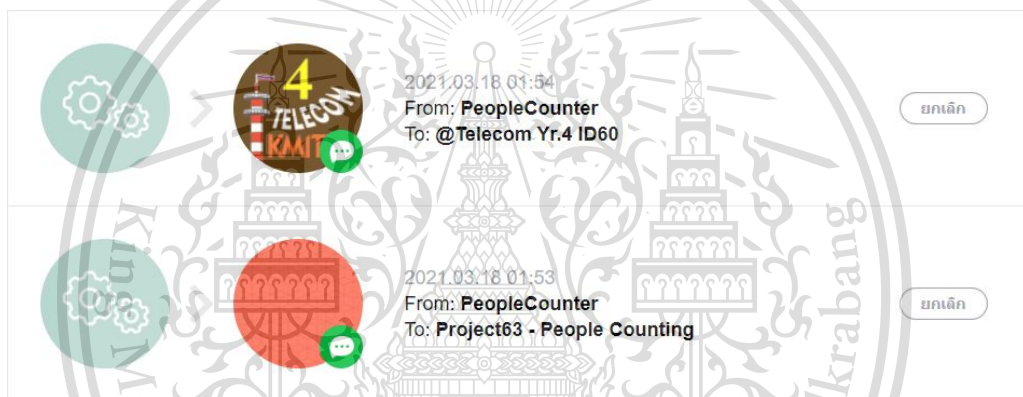 4
TELECOM
KMIT
2021.03.18 01:54
From: PeopleCounter
To: @Telecom Yr.4 ID60
ยกเลิก
2021.03.18 01:53
From: PeopleCounter
To: Project63 - People Counting
ยกเลิก
King
krabang